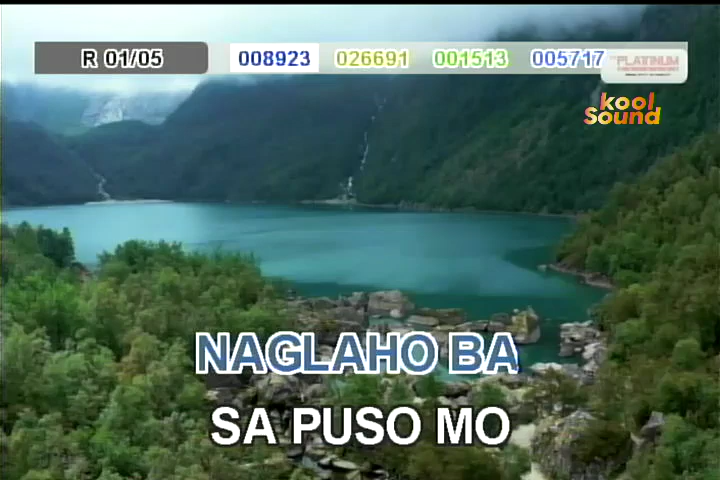 R 01/05 008923 026691 001513 005717
PLATINUM
kool
Sound
NAGLAHO BA
SA PUSO MO